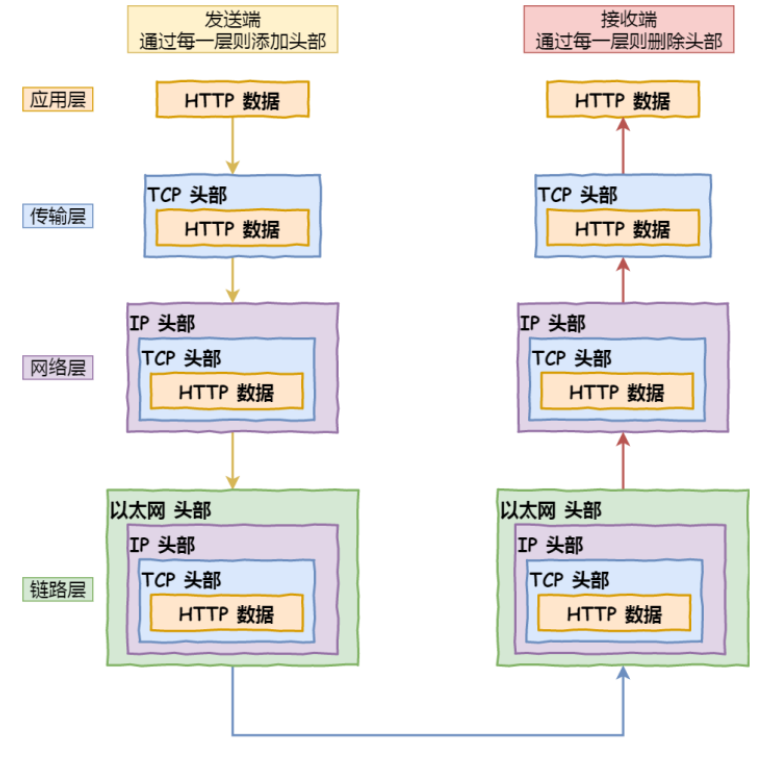 发送端
通过每一层则添加头部
接收端
通过每一层则删除头部
应用层
HTTP 数据
HTTP 数据
传输层
TCP 头部
HTTP 数据
TCP 头部
HTTP 数据
网络层
IP 头部
TCP 头部
HTTP 数据
IP 头部
TCP 头部
HTTP 数据
链路层
以太网 头部
IP 头部
TCP 头部
HTTP 数据
以太网 头部
IP 头部
TCP 头部
HTTP 数据